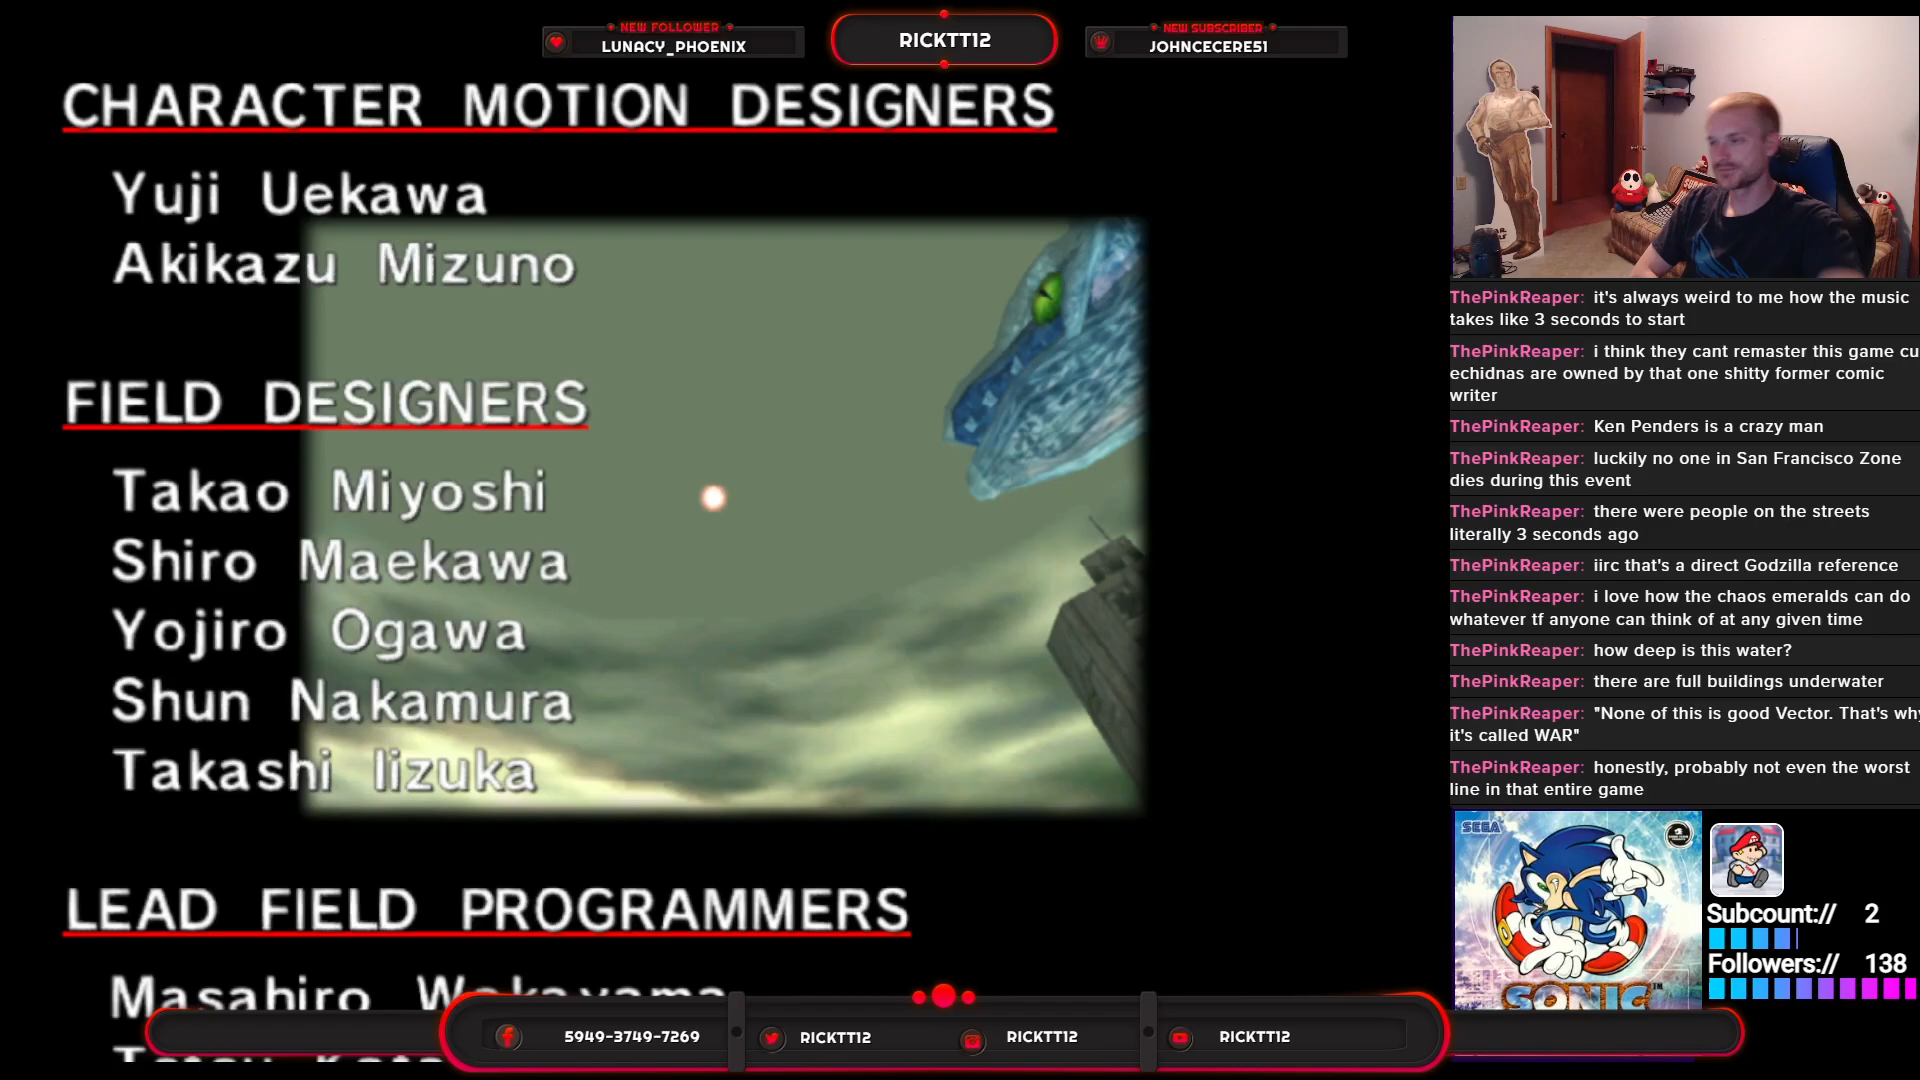 NEW FOLLOWER
LUNACY_PHOENIX
RICKTT12
NEW SUBSCRIBER
JOHNCECERE51
CHARACTER MOTION DESIGNERS
Yuji Uekawa
Akikazu Mizuno
FIELD DESIGNERS
Takao Miyoshi
Shiro Maekawa
Yojiro Ogawa
Shun Nakamura
Takashi Iizuka
LEAD FIELD PROGRAMMERS
Masahiro Wakayama
ThePinkReaper: it's always weird to me how the music
takes like 3 seconds to start
ThePinkReaper: i think they cant remaster this game cu
echidnas are owned by that one shitty former comic
writer
ThePinkReaper: Ken Penders is a crazy man
ThePinkReaper: luckily no one in San Francisco Zone
dies during this event
ThePinkReaper: there were people on the streets
literally 3 seconds ago
ThePinkReaper: iirc that's a direct Godzilla reference
ThePinkReaper: i love how the chaos emeralds can do
whatever tf anyone can think of at any given time
ThePinkReaper: how deep is this water?
ThePinkReaper: there are full buildings underwater
ThePinkReaper: "None of this is good Vector. That's why
it's called WAR"
ThePinkReaper: honestly, probably not even the worst
line in that entire game
SEGA
SONIC
TM
Subcount:// 2
Followers:// 138
5949-3749-7269
RICKTT12
RICKTT12
RICKTT12